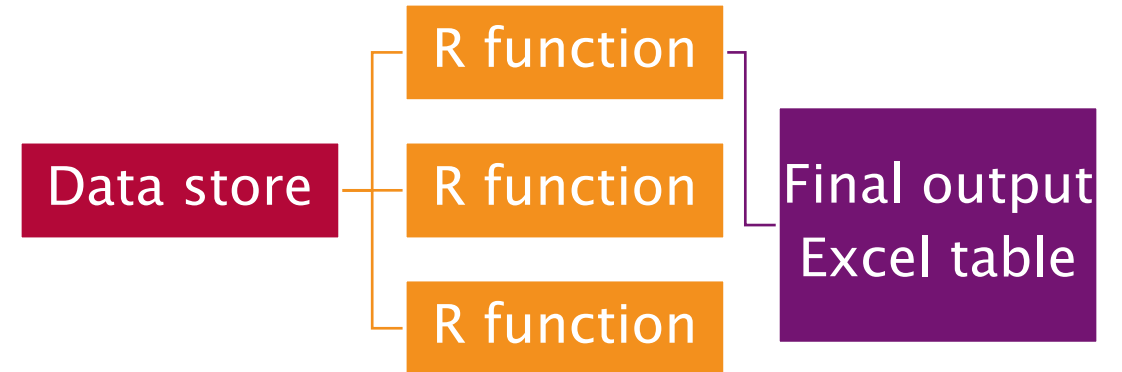 R function
Data store
R function
R function
Final output
Excel table